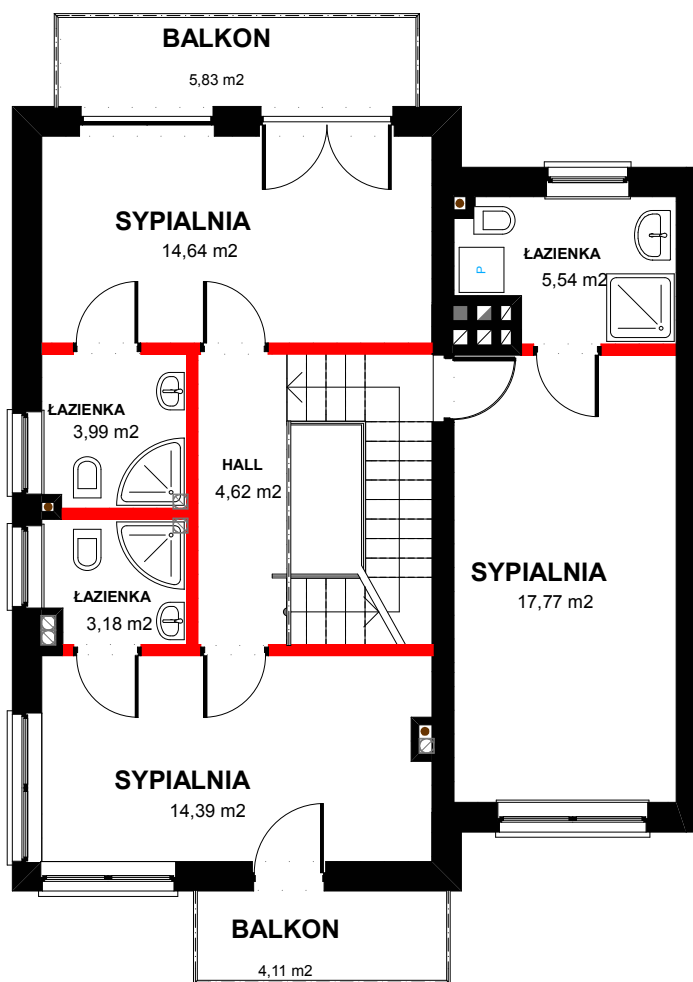 BALKON
5,83 m2
SYPIALNIA
14,64 m2
ŁAZIENKA
5,54 m2
P
ŁAZIENKA
3,99 m2
HALL
4,62 m2
SYPIALNIA
17,77 m2
ŁAZIENKA
3,18 m2
SYPIALNIA
14,39 m2
BALKON
4,11 m2